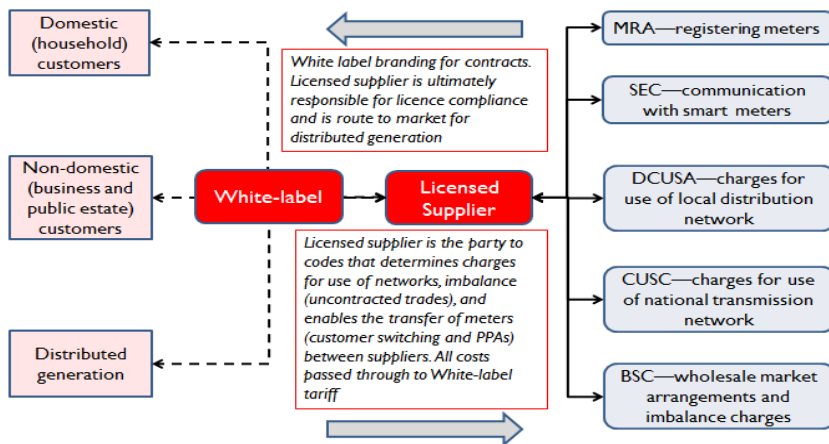 Domestic
(household)
customers
Non-domestic
(business and
public estate)
customers
Distributed
generation
White label branding for contracts.
Licensed supplier is ultimately
responsible for licence compliance
and is route to market for
distributed generation
White-label
Licensed
Supplier
Licensed supplier is the party to
codes that determines charges
for use of networks, imbalance
(uncontracted trades), and
enables the transfer of meters
(customer switching and PPAs)
between suppliers. All costs
passed through to White-label
tariff
MRA—registering meters
SEC—communication
with smart meters
DCUSA—charges for
use of local distribution
network
CUSC—charges for use
of national transmission
network
BSC—wholesale market
arrangements and
imbalance charges